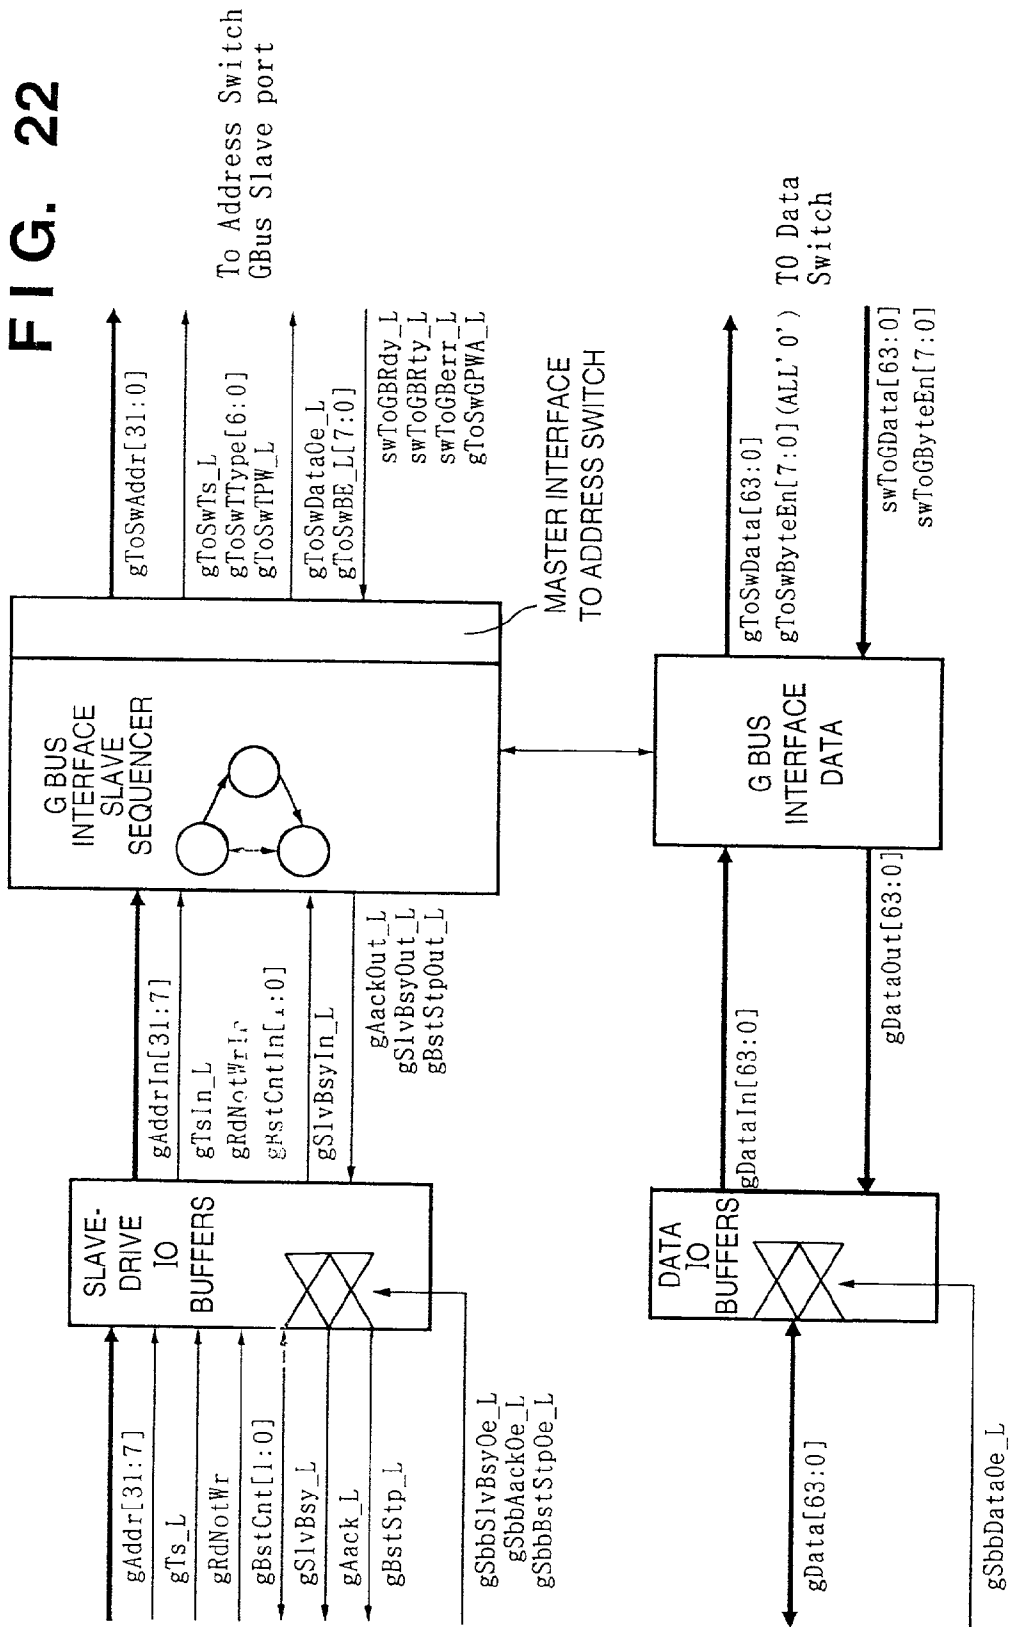 FIG. 22
gAddr[31:7]
gTs_L
gRdNotWr
gBstCnt[1:0]
gSlvBsy_L
gAack_L
gBstStp_L
gSbbSlvBsyOe_L
gSbbAackOe_L
gSbbBstStpOe_L
SLAVE-
DRIVE
IO
BUFFERS
gAddrIn[31:7]
gTsIn_L
gRdNotWrIn
gBstCntIn[1:0]
gSlvBsyIn_L
gAackOut_L
gSlvBsyOut_L
gBstStpOut_L
G BUS
INTERFACE
SLAVE
SEQUENCER
gToSwAddr[31:0]
gToSwTs_L
gToSwTType[6:0]
gToSwTPW_L
gToSwDataOe_L
gToSwBE_L[7:0]
swToGBRdy_L
swToGBRty_L
swToGBerr_L
gToSwGPWA_L
To Address Switch
GBus Slave port
MASTER INTERFACE
TO ADDRESS SWITCH
gData[63:0]
gSbbDataOe_L
DATA
IO
BUFFERS
gDataIn[63:0]
gDataOut[63:0]
G BUS
INTERFACE
DATA
gToSwData[63:0]
gToSwByteEn[7:0](ALL'0')
TO Data
Switch
swToGData[63:0]
swToGByteEn[7:0]